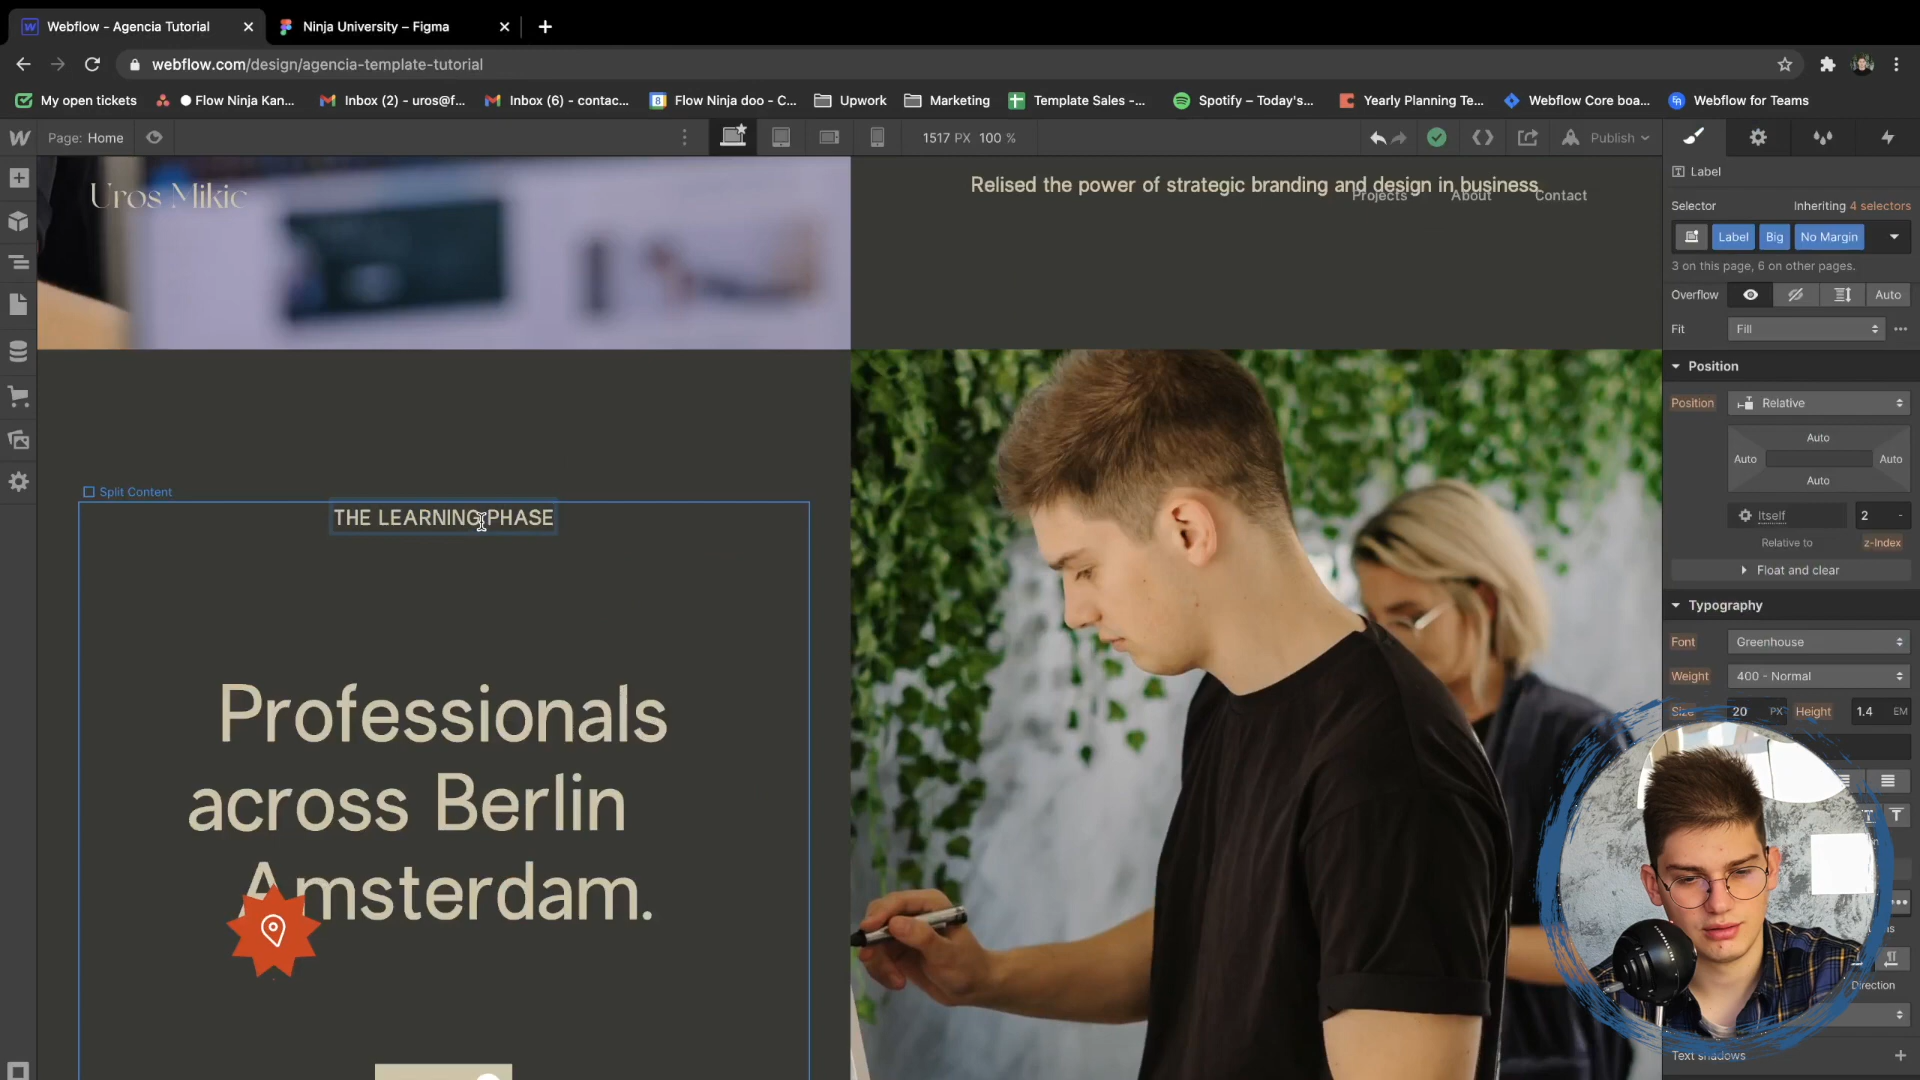 Webflow - Agencia Tutorial
Ninja University – Figma
webflow.com/design/agencia-template-tutorial
My open tickets
Flow Ninja Kan...
Inbox (2) - uros@f...
Inbox (6) - contac...
8 Flow Ninja doo - C...
Upwork
Marketing
Template Sales -...
Spotify – Today's...
Yearly Planning Te...
Webflow Core boa...
Webflow for Teams
Page: Home
1517 PX 100 %
Publish
Label
Selector
Inheriting 4 selectors
Label Big No Margin
3 on this page, 6 on other pages.
Overflow
Auto
Fit
Fill
Position
Position
Relative
Auto
Auto
Auto
Auto
Itself
2
-
Relative to
z-Index
Float and clear
Typography
Font
Greenhouse
Weight
400 - Normal
Size
20 PX
Height
1.4 EM
Direction
Text shadows
Uros Mikic
Relised the power of strategic branding and design in business
Projects
About
Contact
Split Content
THE LEARNING PHASE
Professionals
across Berlin
Amsterdam.